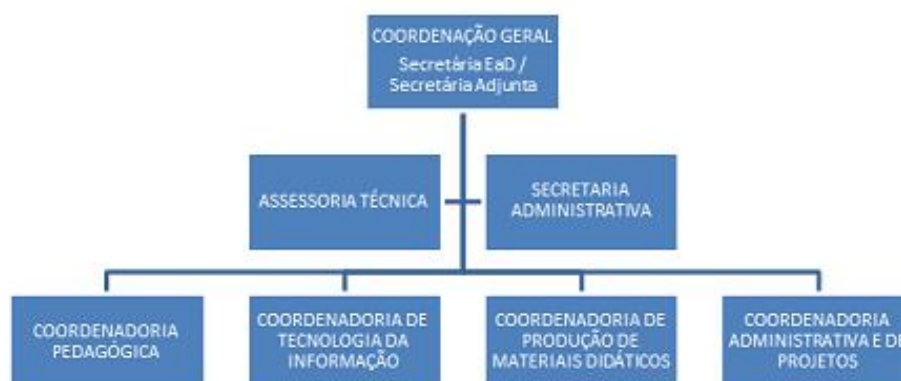 COORDENAÇÃO GERAL
Secretária EaD /
Secretária Adjunta
ASSESSORIA TÉCNICA
SECRETARIA
ADMINISTRATIVA
COORDENADORIA
PEDAGÓGICA
COORDENADORIA DE
TECNOLOGIA DA
INFORMAÇÃO
COORDENADORIA DE
PRODUÇÃO DE
MATERIAIS DIDÁTICOS
COORDENADORIA
ADMINISTRATIVA E DE
PROJETOS